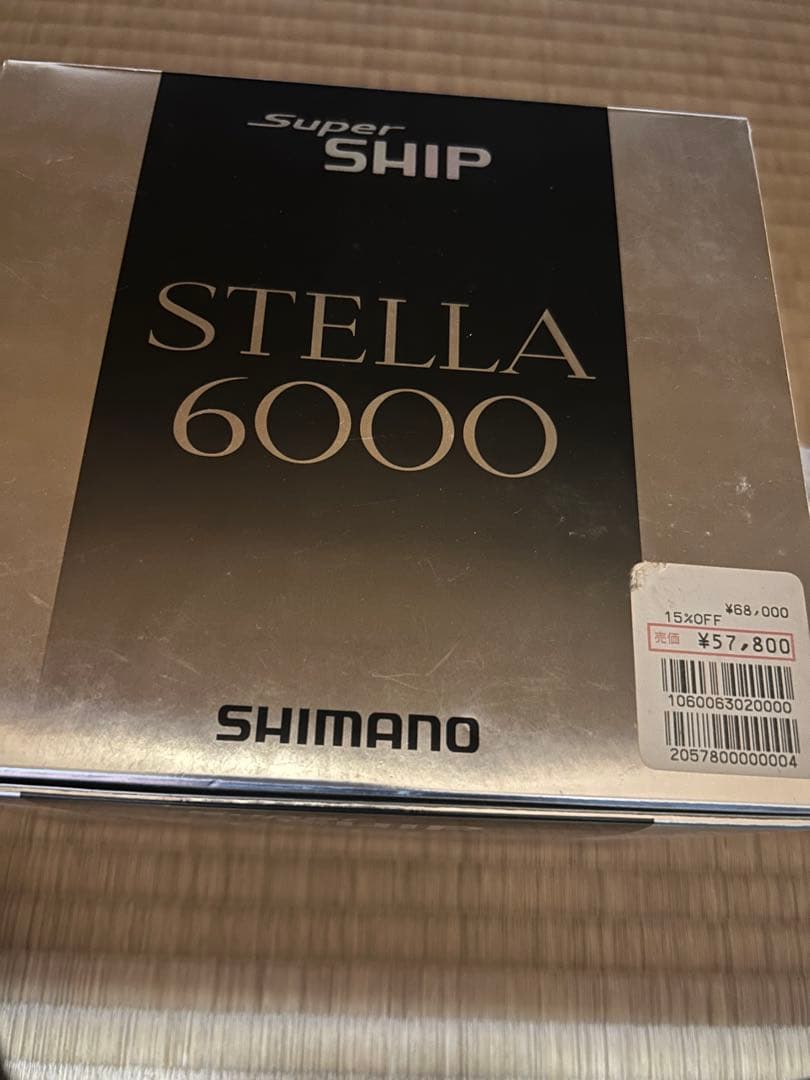 Super
SHIP
STELLA
6000
SHIMANO
¥68,000
15%OFF
売価 ¥57,800
1060063020000
2057800000004